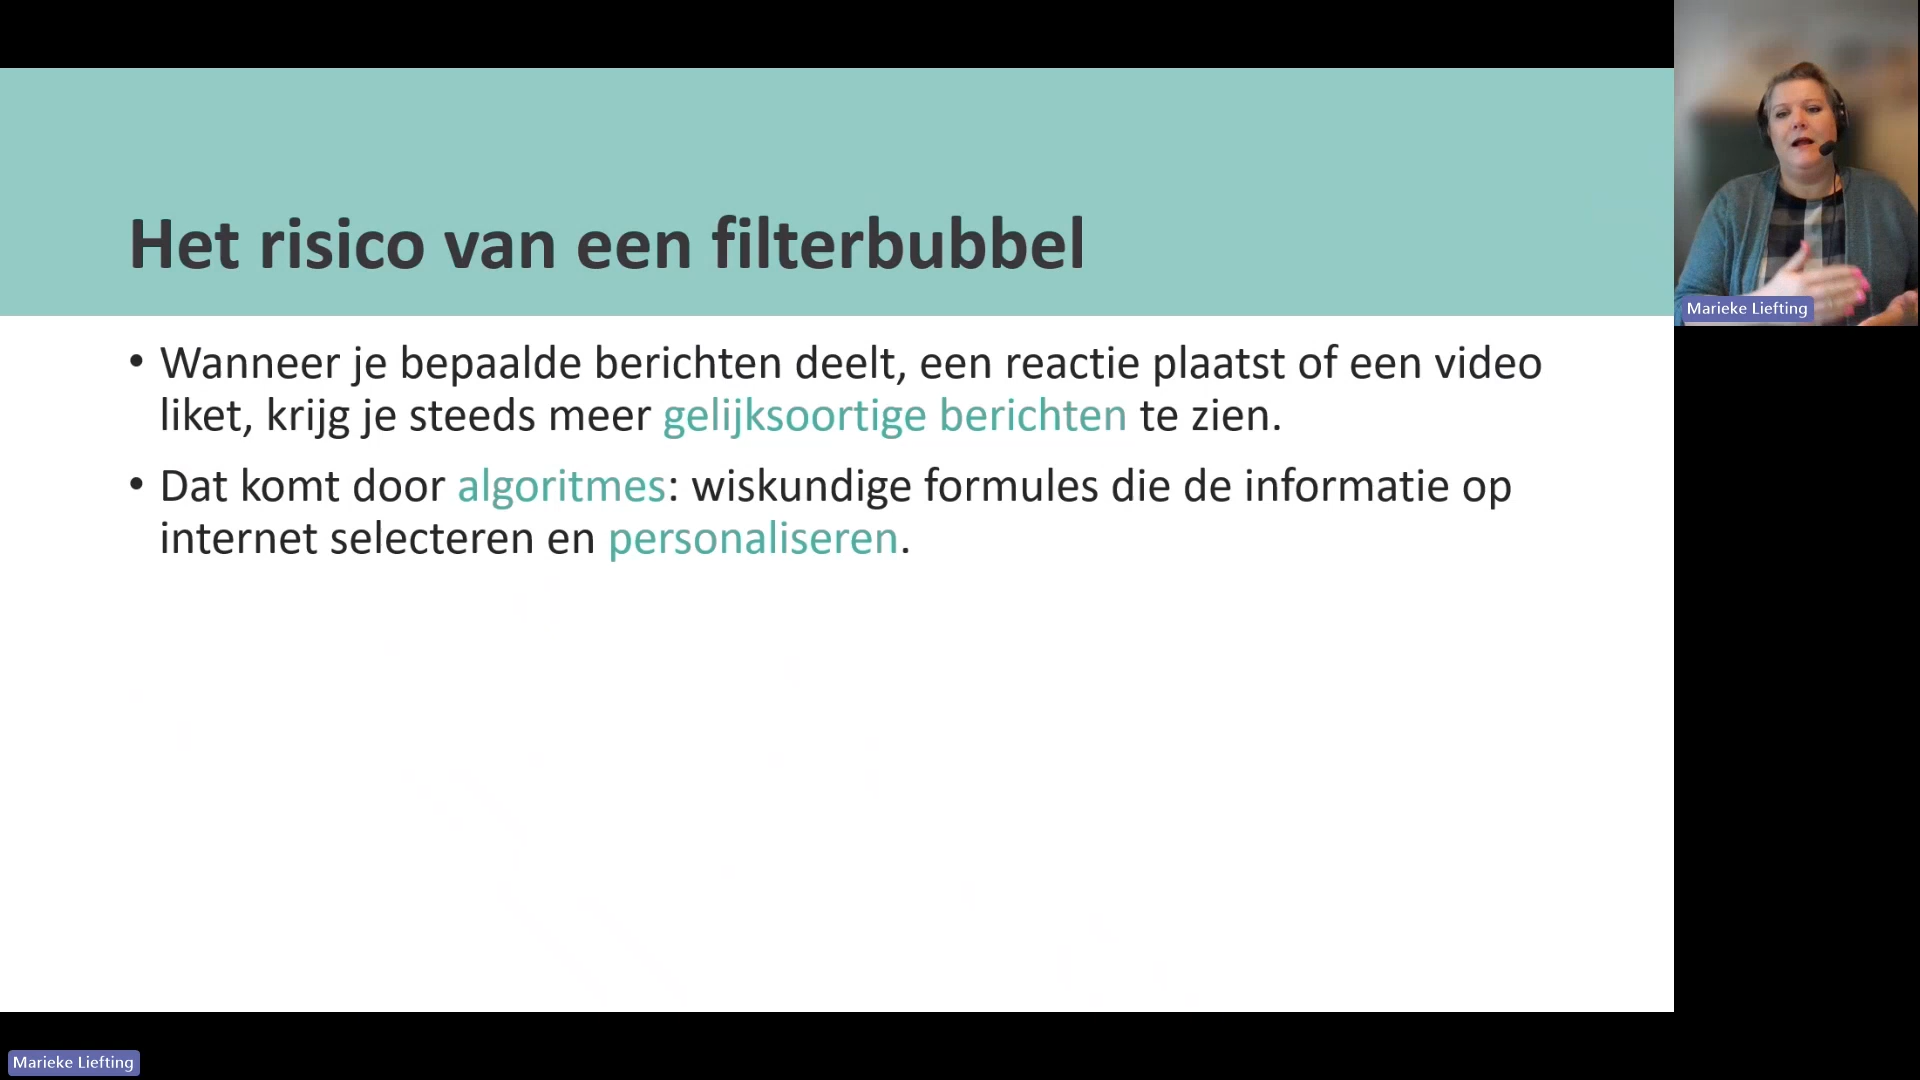 Het risico van een filterbubbel
• Wanneer je bepaalde berichten deelt, een reactie plaatst of een video
liket, krijg je steeds meer gelijksoortige berichten te zien.
• Dat komt door algoritmes: wiskundige formules die de informatie op
internet selecteren en personaliseren.
Marieke Liefting
Marieke Liefting